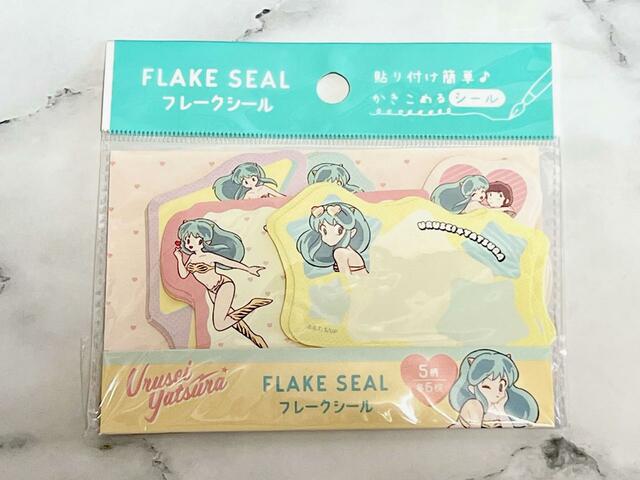 FLAKE SEAL
フレークシール
貼り付け簡単♪
かきこめるシール
URUSEI★YATSURA
Urusei
Yatsura
FLAKE SEAL
フレークシール
5柄
各6枚